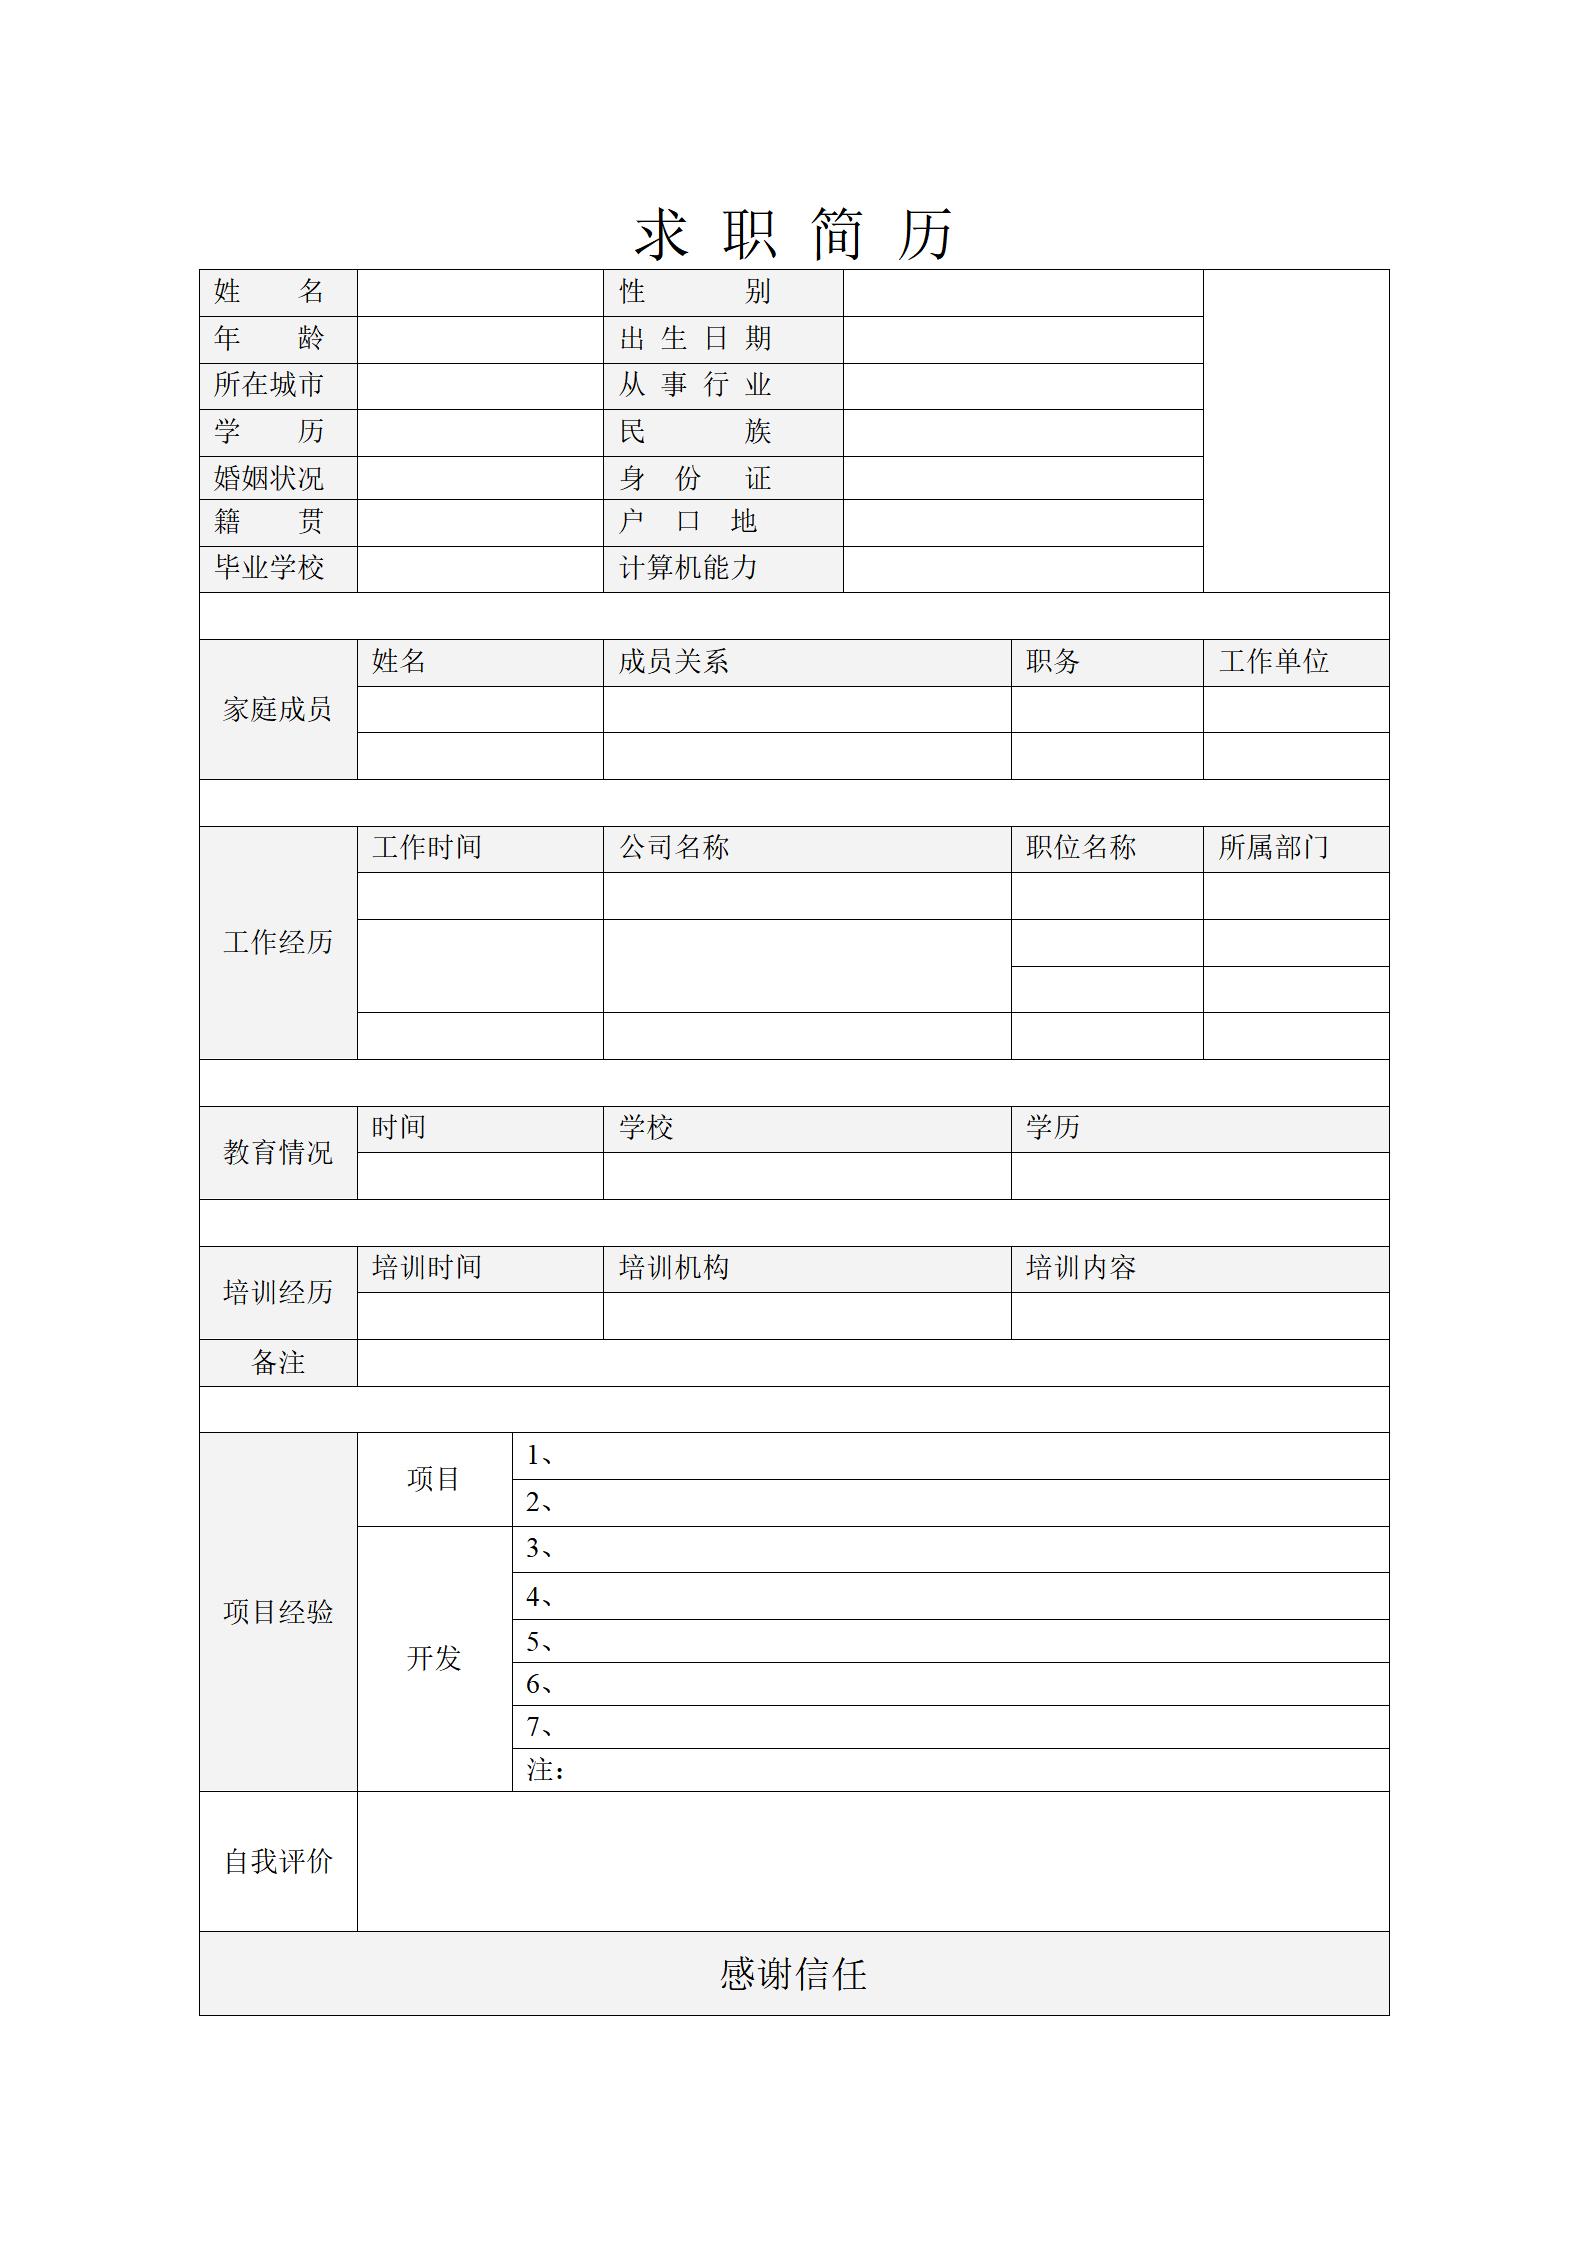 求 职 简 历
姓 名 性 别
年 龄 出 生 日 期
所在城市 从 事 行 业
学 历 民 族
婚姻状况 身 份 证
籍 贯 户 口 地
毕业学校 计算机能力
家庭成员 姓名 成员关系 职务 工作单位
工作经历 工作时间 公司名称 职位名称 所属部门
教育情况 时间 学校 学历
培训经历 培训时间 培训机构 培训内容
备注
项目经验
项目
1、
2、
开发
3、
4、
5、
6、
7、
注：
自我评价
感谢信任